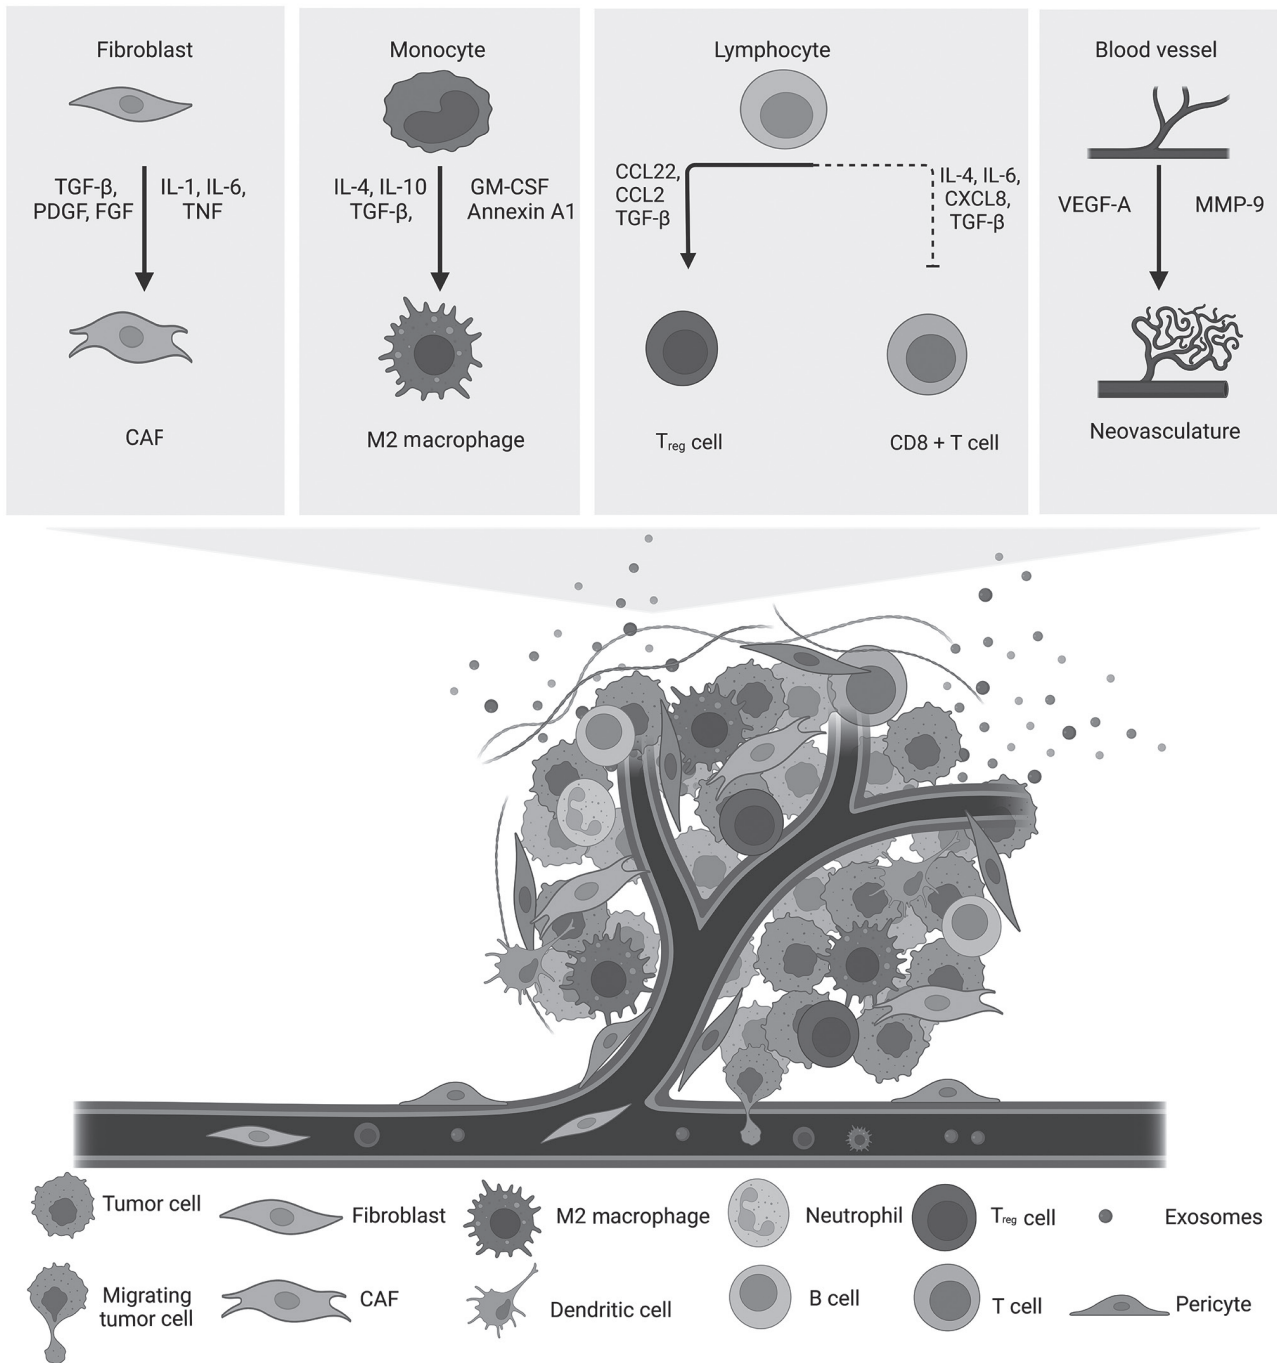 Fibroblast
TGF-β,
PDGF, FGF
IL-1, IL-6,
TNF
CAF
Monocyte
IL-4, IL-10
TGF-β,
GM-CSF
Annexin A1
M2 macrophage
Lymphocyte
CCL22,
CCL2
TGF-β
IL-4, IL-6,
CXCL8,
TGF-β
Treg cell
CD8 + T cell
Blood vessel
VEGF-A
MMP-9
Neovasculature
Tumor cell
Fibroblast
M2 macrophage
Neutrophil
Treg cell
Exosomes
Migrating
tumor cell
CAF
Dendritic cell
B cell
T cell
Pericyte